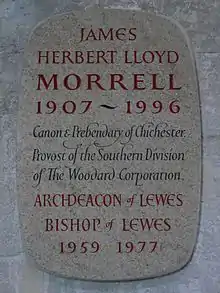 JAMES
HERBERT LLOYD
MORRELL
1907 ~ 1996
Canon & Prebendary of Chichester.
Provost of the Southern Division
of The Woodard Corporation.
ARCHDEACON of LEWES
BISHOP of LEWES
1959 1977